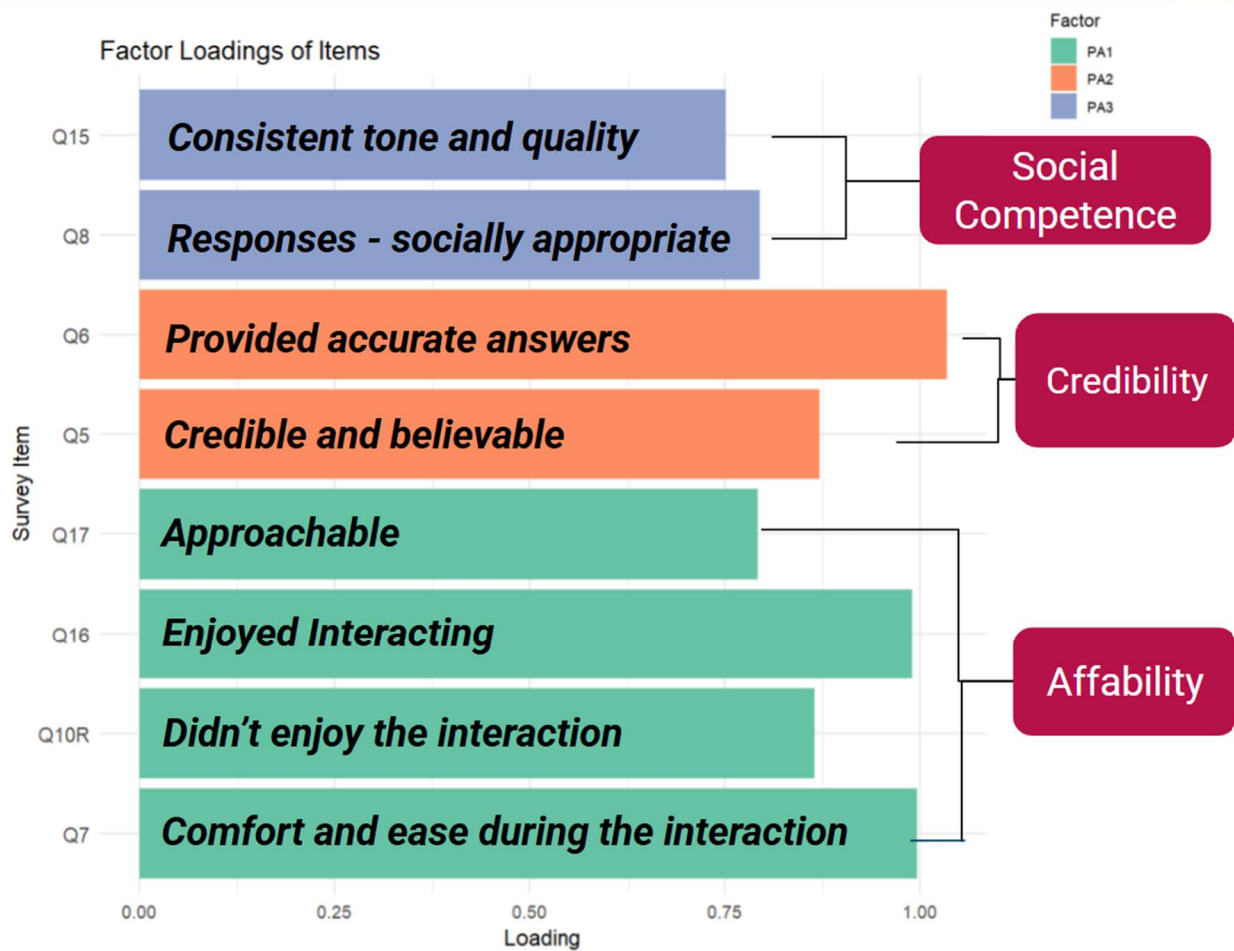 Factor Loadings of Items
Factor
PA1
PA2
PA3
Q15
Consistent tone and quality
Social
Competence
Q8
Responses - socially appropriate
Q6
Provided accurate answers
Credibility
Q5
Credible and believable
Survey Item
Q17
Approachable
Q16
Enjoyed Interacting
Affability
Q10R
Didn’t enjoy the interaction
Q7
Comfort and ease during the interaction
0.00 0.25 0.50 0.75 1.00
Loading